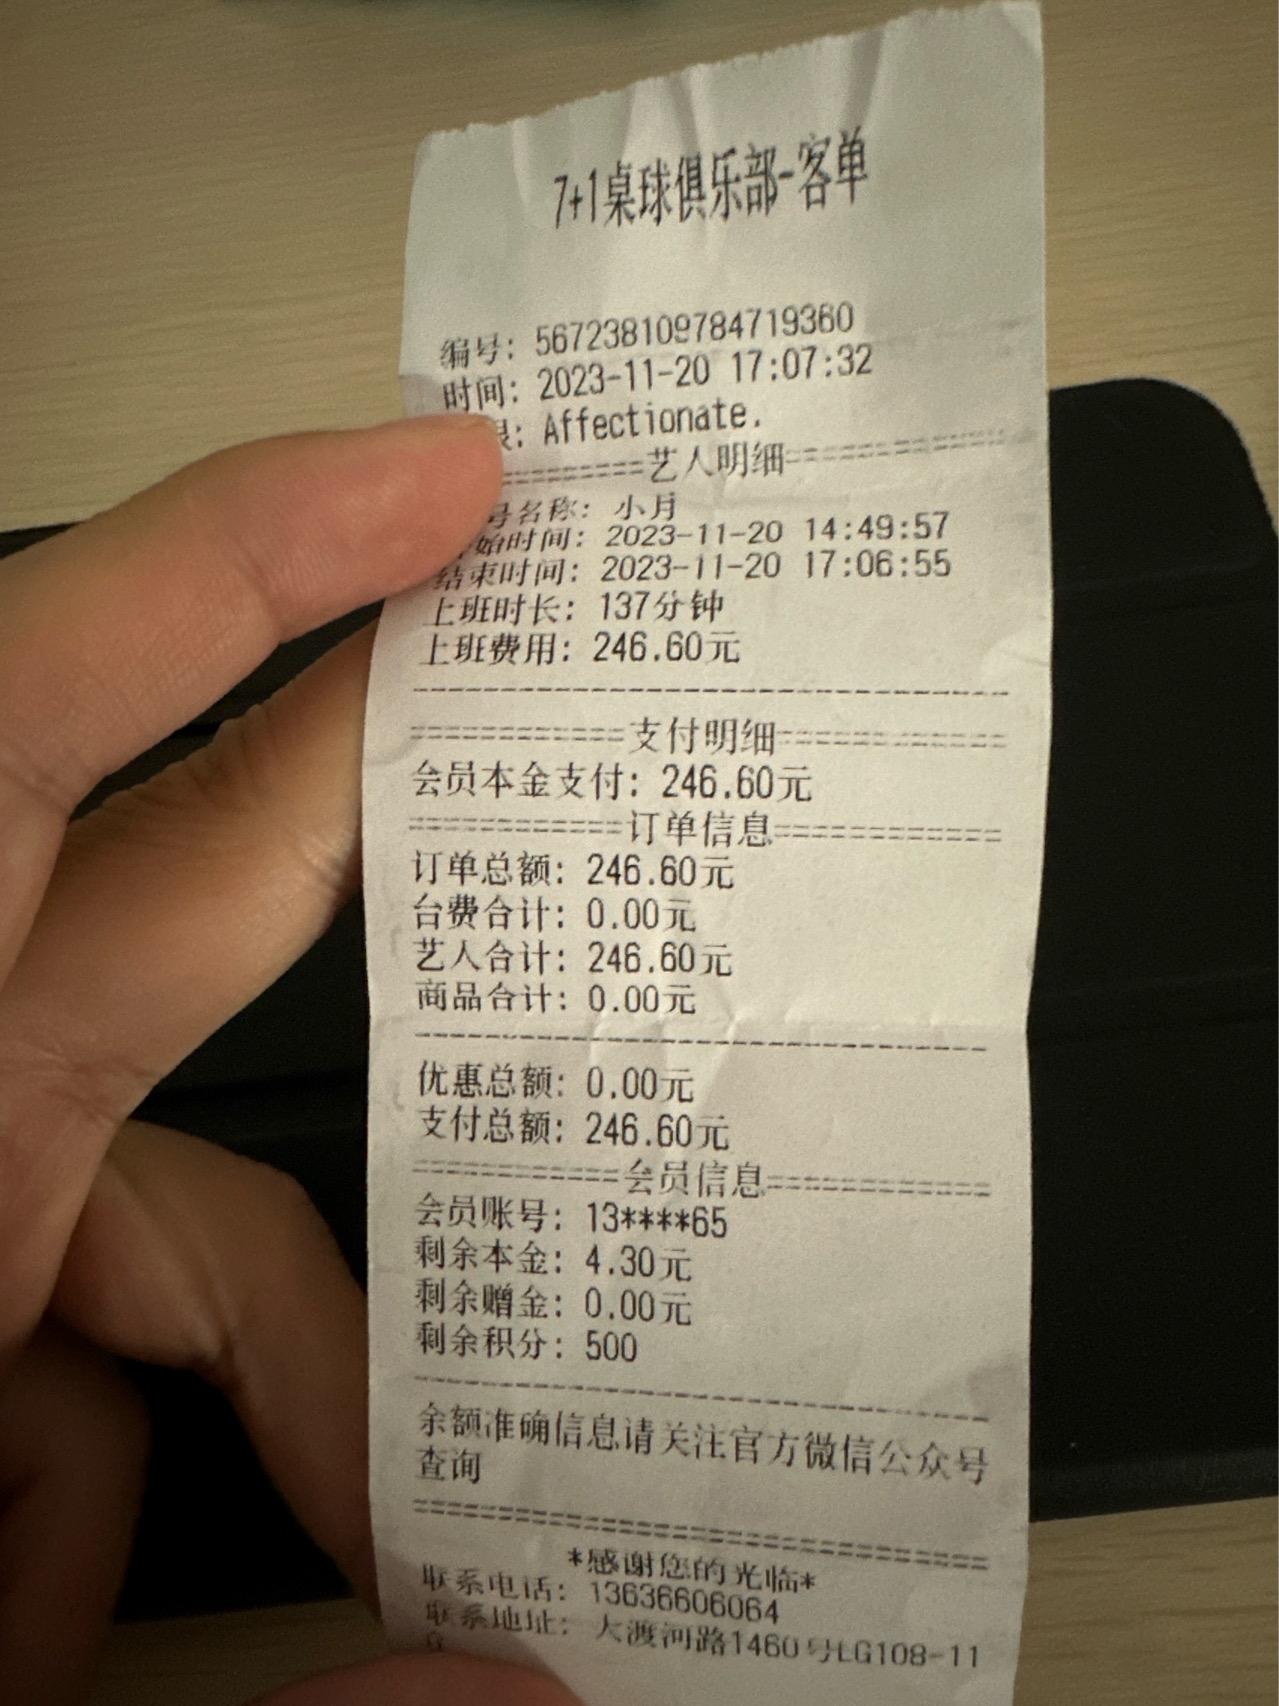 7+1桌球俱乐部-客单
编号: 567238109784719360
时间: 2023-11-20 17:07:32
: Affectionate.
=========艺人明细============
号名称: 小月
始时间: 2023-11-20 14:49:57
结束时间: 2023-11-20 17:06:55
上班时长: 137分钟
上班费用: 246.60元
--------------------------------
============支付明细============
会员本金支付: 246.60元
============订单信息============
订单总额: 246.60元
台费合计: 0.00元
艺人合计: 246.60元
商品合计: 0.00元
--------------------------------
优惠总额: 0.00元
支付总额: 246.60元
============会员信息============
会员账号: 13****65
剩余本金: 4.30元
剩余赠金: 0.00元
剩余积分: 500
--------------------------------
余额准确信息请关注官方微信公众号
查询
================================
*感谢您的光临*
联系电话: 13636606064
联系地址: 大渡河路1460号LG108-11